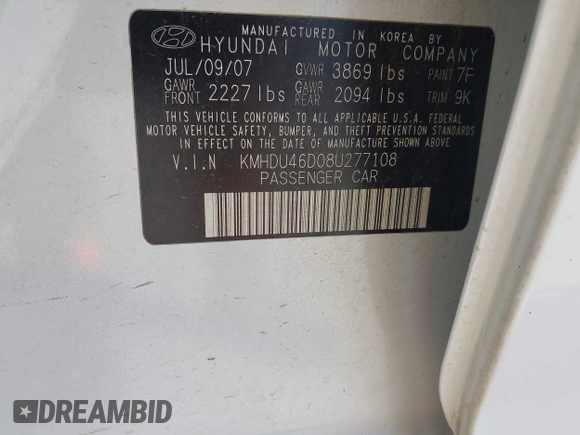 MANUFACTURED IN KOREA BY
HYUNDAI MOTOR COMPANY
JUL/09/07 GVWR 3869 lbs PAINT 7F
GAWR FRONT 2227 lbs GAWR REAR 2094 lbs TRIM 9K
THIS VEHICLE CONFORMS TO ALL APPLICABLE U.S.A. FEDERAL
MOTOR VEHICLE SAFETY, BUMPER, AND THEFT PREVENTION STANDARDS
IN EFFECT ON THE DATE OF MANUFACTURE SHOWN ABOVE.
V.I.N KMHDU46D08U277108
PASSENGER CAR
DREAMBID